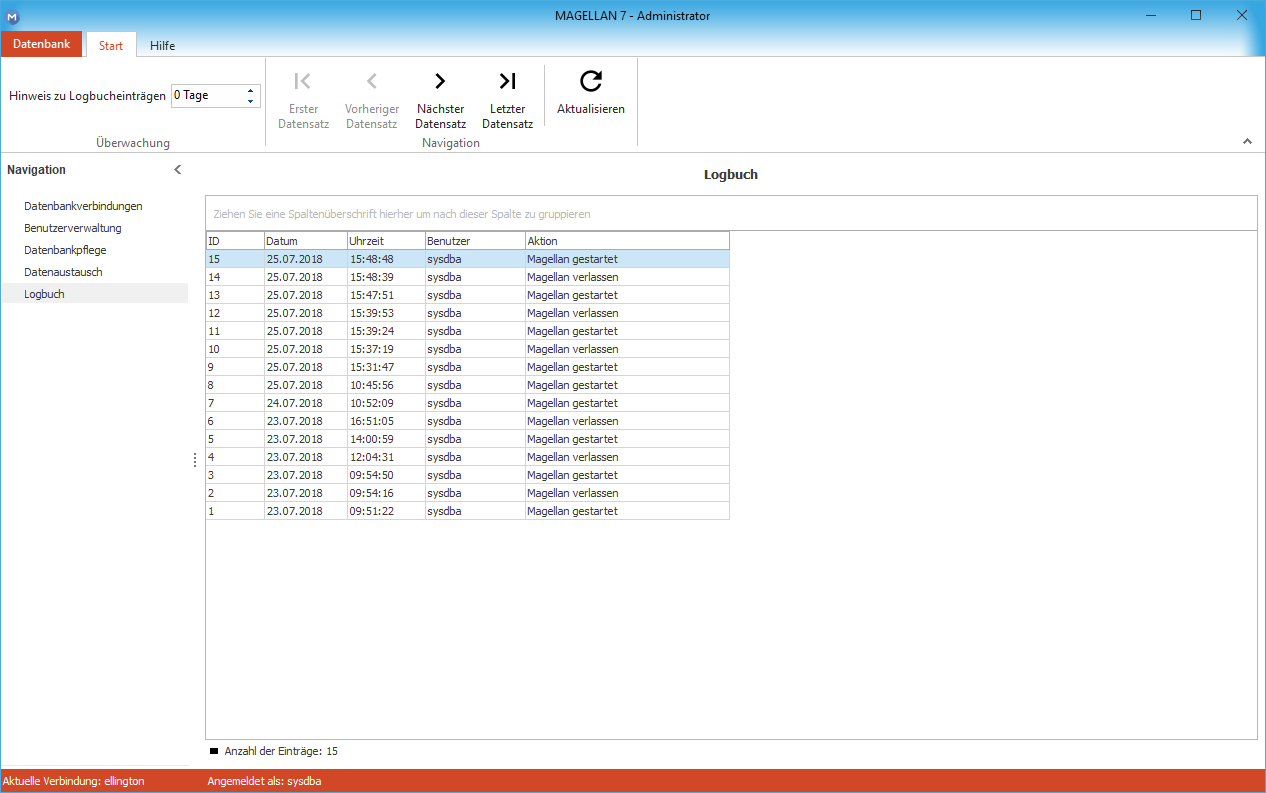 M
MAGELLAN 7 - Administrator
Datenbank Start Hilfe
Hinweis zu Logbucheinträgen 0 Tage
Überwachung
Erster Datensatz
Vorheriger Datensatz
Nächster Datensatz
Letzter Datensatz
Aktualisieren
Navigation
Navigation
Datenbankverbindungen
Benutzerverwaltung
Datenbankpflege
Datenaustausch
Logbuch
Logbuch
Ziehen Sie eine Spaltenüberschrift hierher um nach dieser Spalte zu gruppieren
ID Datum Uhrzeit Benutzer Aktion
15 25.07.2018 15:48:48 sysdba Magellan gestartet
14 25.07.2018 15:48:39 sysdba Magellan verlassen
13 25.07.2018 15:47:51 sysdba Magellan gestartet
12 25.07.2018 15:39:53 sysdba Magellan verlassen
11 25.07.2018 15:39:24 sysdba Magellan gestartet
10 25.07.2018 15:37:19 sysdba Magellan verlassen
9 25.07.2018 15:31:47 sysdba Magellan gestartet
8 25.07.2018 10:45:56 sysdba Magellan gestartet
7 24.07.2018 10:52:09 sysdba Magellan gestartet
6 23.07.2018 16:51:05 sysdba Magellan verlassen
5 23.07.2018 14:00:59 sysdba Magellan gestartet
4 23.07.2018 12:04:31 sysdba Magellan verlassen
3 23.07.2018 09:54:50 sysdba Magellan gestartet
2 23.07.2018 09:54:16 sysdba Magellan verlassen
1 23.07.2018 09:51:22 sysdba Magellan gestartet
Anzahl der Einträge: 15
Aktuelle Verbindung: ellington Angemeldet als: sysdba